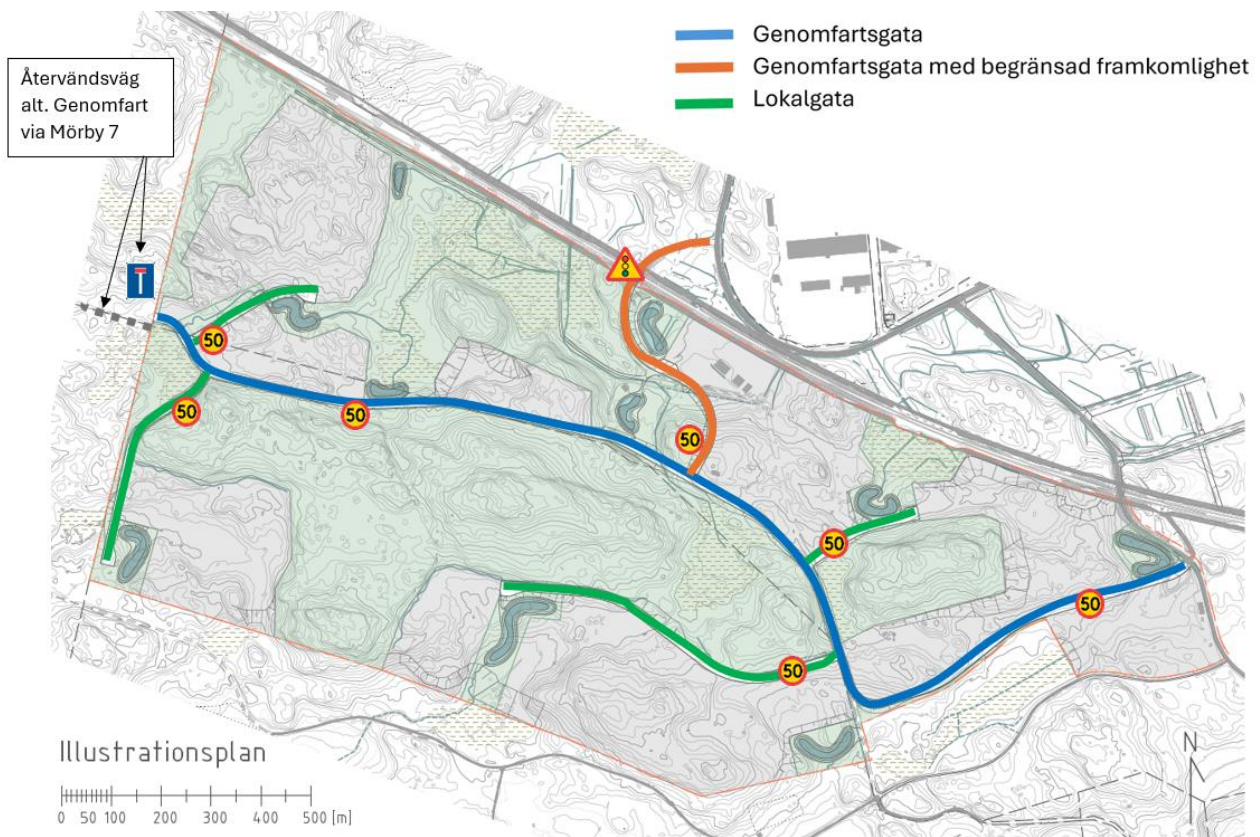 Genomfartsgata
Genomfartsgata med begränsad framkomlighet
Lokalgata
Återvändsväg
alt. Genomfart
via Mörby 7
50
50
50
50
50
50
50
Illustrationsplan
0 50 100 200 300 400 500 [m]
N